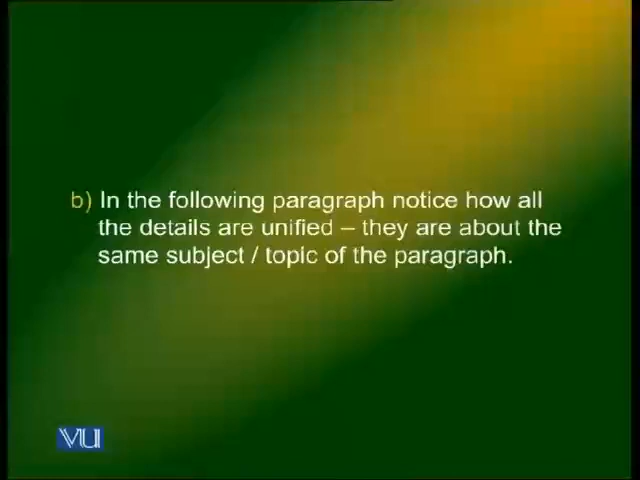 b) In the following paragraph notice how all
the details are unified – they are about the
same subject / topic of the paragraph.
VU